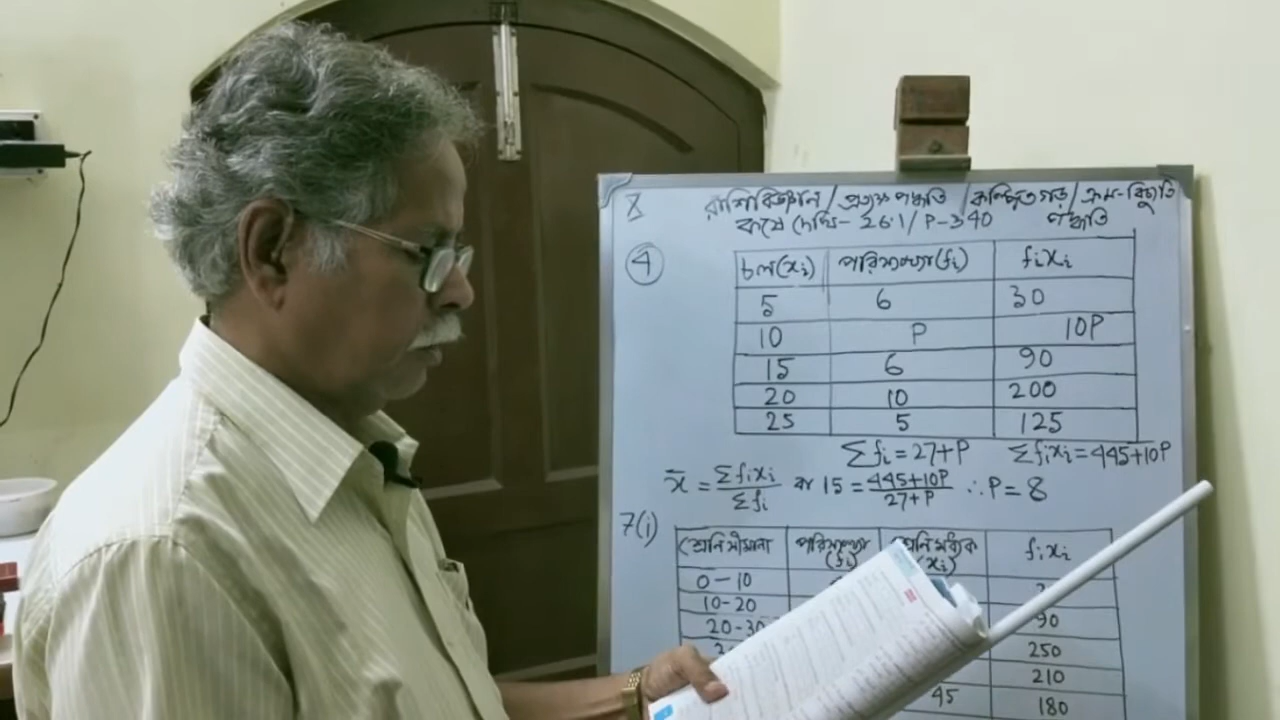 8 রাশিবিজ্ঞান / প্রত্যক্ষ পদ্ধতি / কল্পিত গড় / ক্রম-বিচ্যুতি
কষে দেখি- 26.1 / P-340 পদ্ধতি
4
চল(xᵢ) পরিসংখ্যা(fᵢ) fᵢxᵢ
5 6 30
10 P 10P
15 6 90
20 10 200
25 5 125
Σfᵢ = 27+P Σfᵢxᵢ = 445+10P
x̄ = Σfᵢxᵢ / Σfᵢ বা 15 = 445+10P / 27+P ∴ P = 8
7(i)
শ্রেনি সীমানা পরিসংখ্যা (fᵢ) শ্রেনি মধ্যক (xᵢ) fᵢxᵢ
0-10
10-20
20-30 90
250
210
45 180